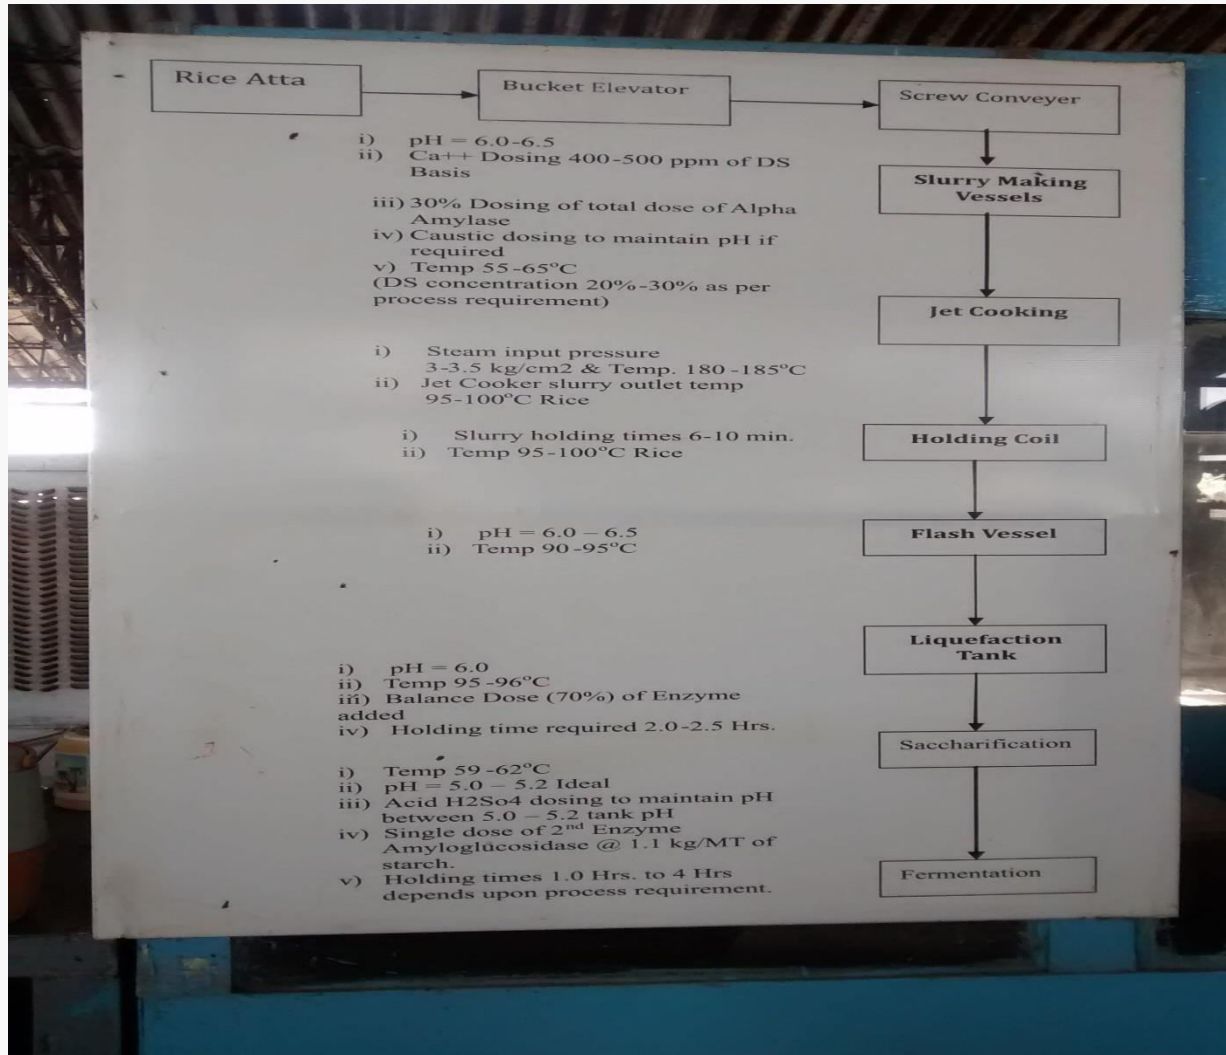 Rice Atta
Bucket Elevator
Screw Conveyer
i) pH = 6.0-6.5
ii) Ca++ Dosing 400-500 ppm of DS
Basis
iii) 30% Dosing of total dose of Alpha
Amylase
iv) Caustic dosing to maintain pH if
required
v) Temp 55-65°C
(DS concentration 20%-30% as per
process requirement)
Slurry Making
Vessels
Jet Cooking
i) Steam input pressure
3-3.5 kg/cm2 & Temp. 180-185°C
ii) Jet Cooker slurry outlet temp
95-100°C Rice
i) Slurry holding times 6-10 min.
ii) Temp 95-100°C Rice
Holding Coil
i) pH = 6.0 – 6.5
ii) Temp 90-95°C
Flash Vessel
Liquefaction
Tank
i) pH = 6.0
ii) Temp 95-96°C
iii) Balance Dose (70%) of Enzyme
added
iv) Holding time required 2.0-2.5 Hrs.
Saccharification
i) Temp 59-62°C
ii) pH = 5.0 – 5.2 Ideal
iii) Acid H2So4 dosing to maintain pH
between 5.0 – 5.2 tank pH
iv) Single dose of 2nd Enzyme
Amyloglucosidase @ 1.1 kg/MT of
starch.
v) Holding times 1.0 Hrs. to 4 Hrs
depends upon process requirement.
Fermentation